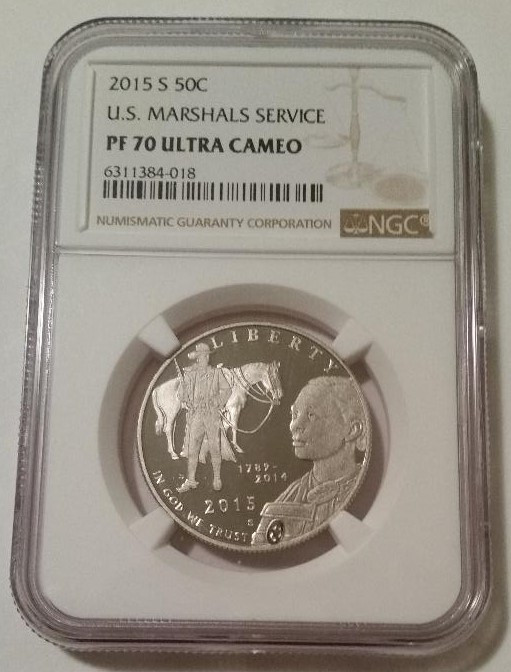 2015 S 50C
U.S. MARSHALS SERVICE
PF 70 ULTRA CAMEO
6311384-018
NUMISMATIC GUARANTY CORPORATION
NGC®
LIBERTY
1789-
2014
2015
S
IN GOD WE TRUST